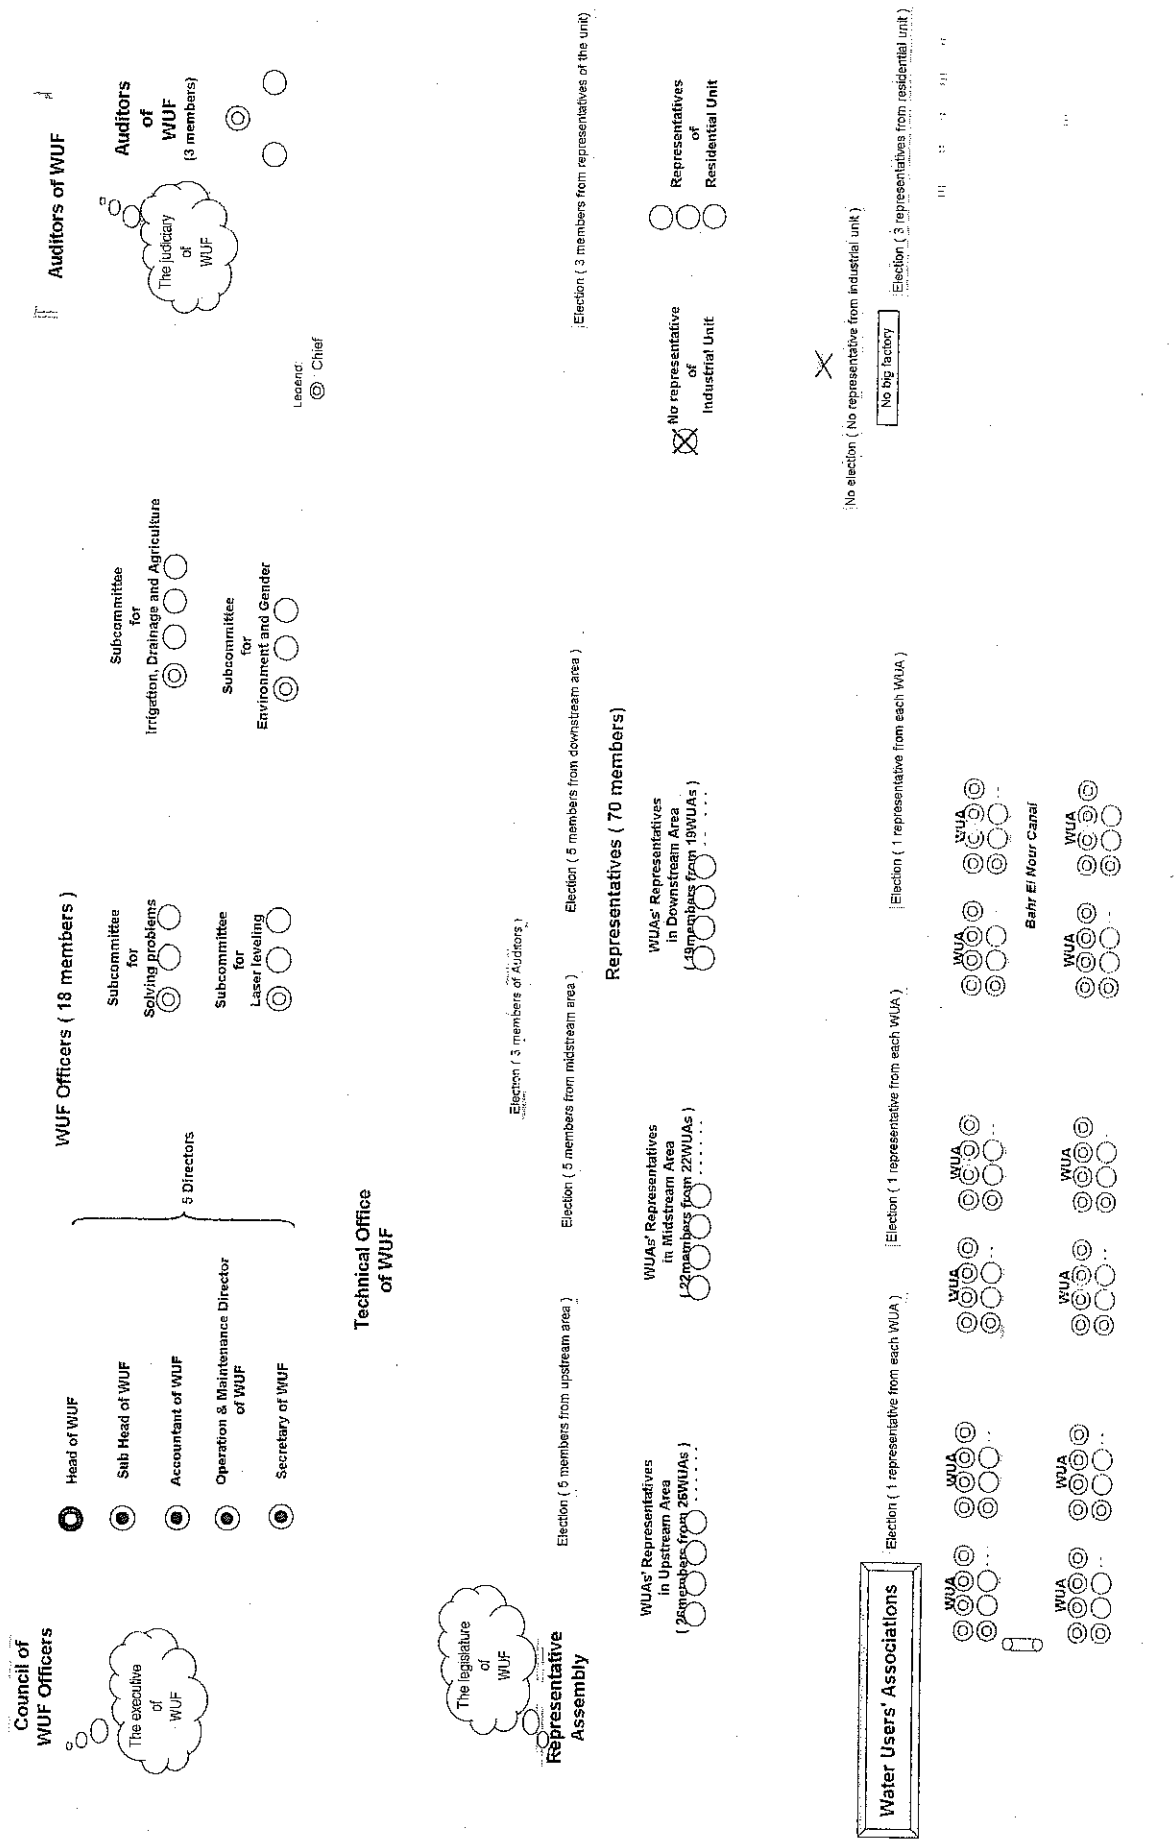 Council of
WUF Officers
The executive
of
WUF
WUF Officers ( 18 members )
Head of WUF
Sub Head of WUF
Accountant of WUF
Operation & Maintenance Director
of WUF
Secretary of WUF
5 Directors
Subcommittee
for
Solving problems
Subcommittee
for
Laser leveling
Subcommittee
for
Irrigation, Drainage and Agriculture
Subcommittee
for
Environment and Gender
Auditors of WUF
The judiciary
of
WUF
Auditors
of
WUF
(3 members)
Legend:
Chief
Technical Office
of WUF
The legislature
of
WUF
Representative
Assembly
Election ( 3 members of Auditors )
Election ( 5 members from upstream area )
Election ( 5 members from midstream area )
Election ( 5 members from downstream area )
Election ( 3 members from representatives of the unit)
Representatives ( 70 members)
WUAs' Representatives
in Upstream Area
( 26members from 26WUAs )
WUAs' Representatives
in Midstream Area
( 22members from 22WUAs )
WUAs' Representatives
in Downstream Area
( 19members from 19WUAs )
No representative
of
Industrial Unit
Representatives
of
Residential Unit
No election ( No representative from industrial unit )
No big factory
Election ( 3 representatives from residential unit )
Water Users' Associations
Election ( 1 representative from each WUA )
Election ( 1 representative from each WUA )
Election ( 1 representative from each WUA )
WUA
WUA
WUA
WUA
WUA
WUA
Bahr El Nour Canal
WUA
WUA
WUA
WUA
WUA
WUA